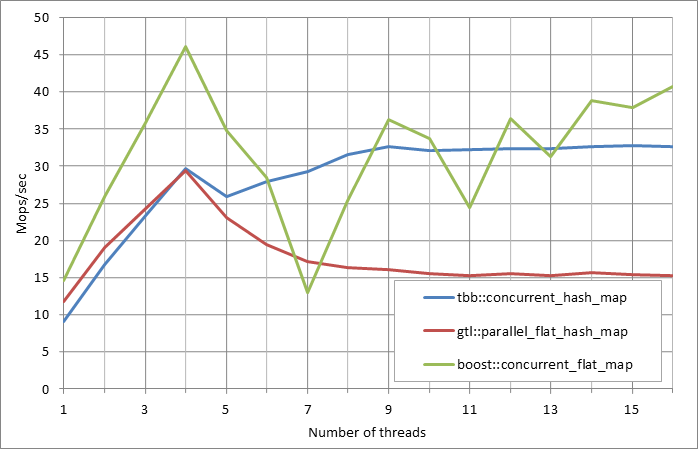 50
45
40
35
30
25
20
15
10
5
0
Mops/sec
1 3 5 7 9 11 13 15
Number of threads
tbb::concurrent_hash_map
gtl::parallel_flat_hash_map
boost::concurrent_flat_map